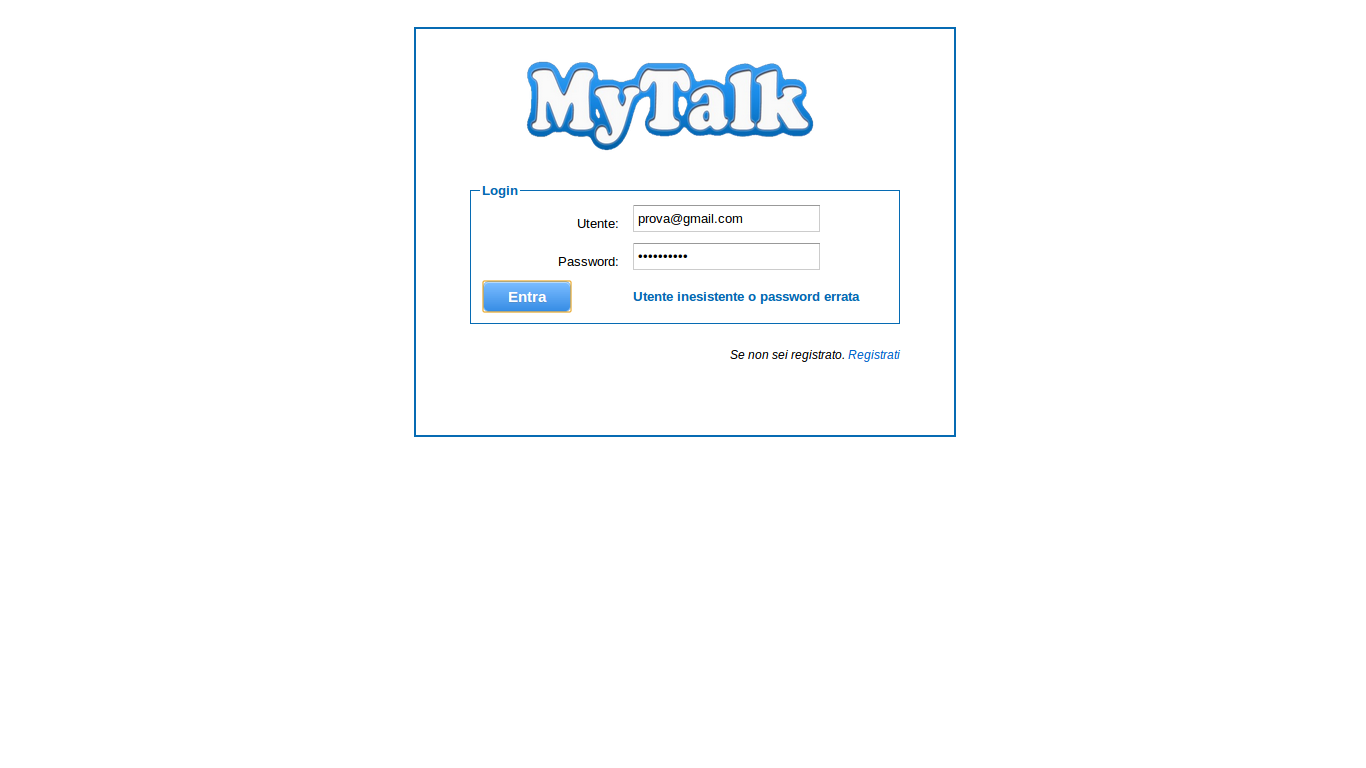 MyTalk
Login
Utente: prova@gmail.com
Password: ••••••••••
Entra Utente inesistente o password errata
Se non sei registrato. Registrati